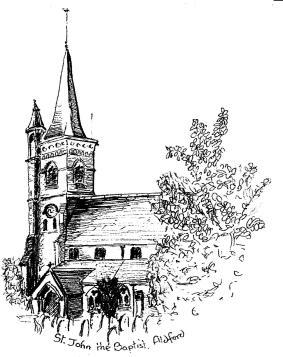 St. John the Baptist, Aldford